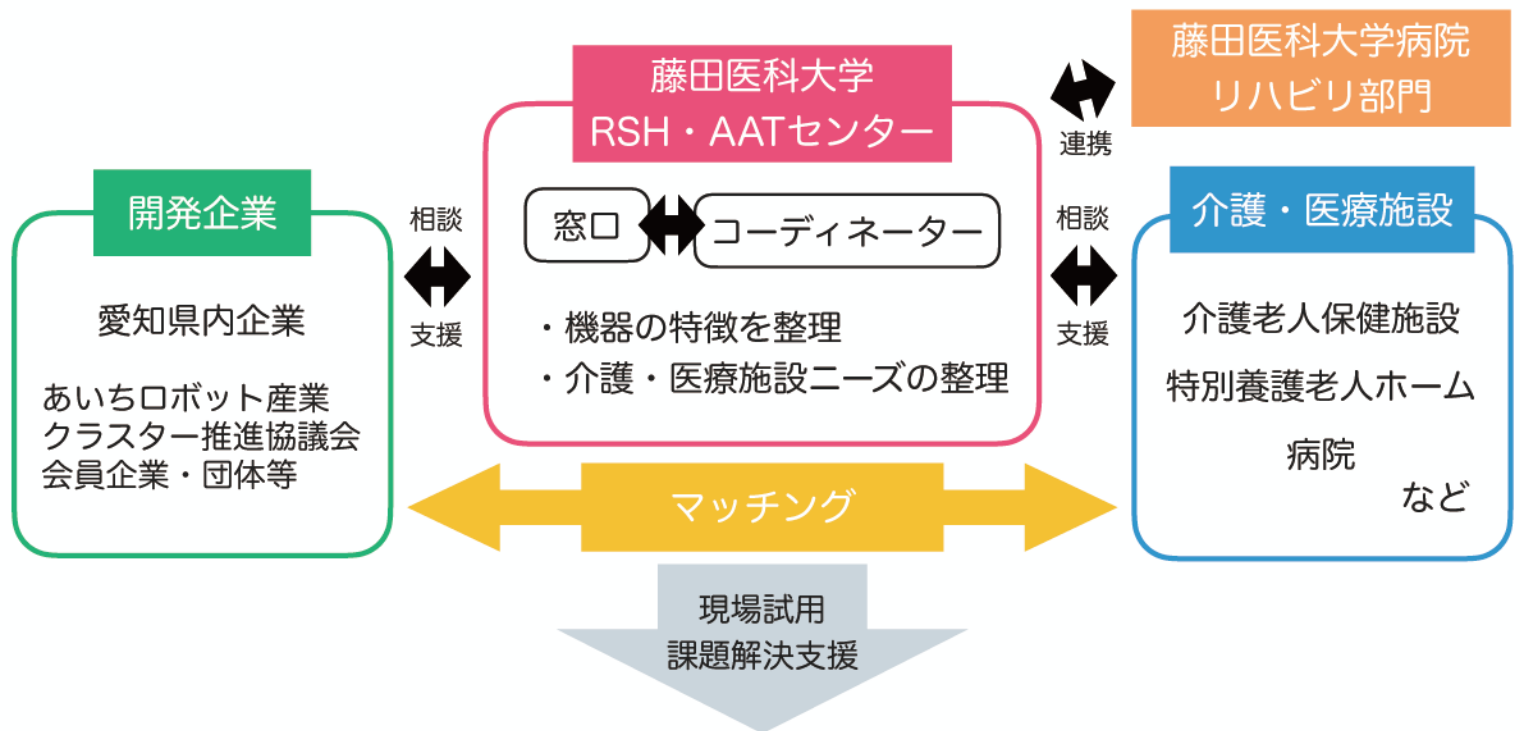 藤田医科大学病院
リハビリ部門
藤田医科大学
RSH・AATセンター
連携
開発企業
相談
支援
窓口
コーディネーター
相談
支援
介護・医療施設
愛知県内企業
あいちロボット産業
クラスター推進協議会
会員企業・団体等
・機器の特徴を整理
・介護・医療施設ニーズの整理
介護老人保健施設
特別養護老人ホーム
病院
など
マッチング
現場試用
課題解決支援